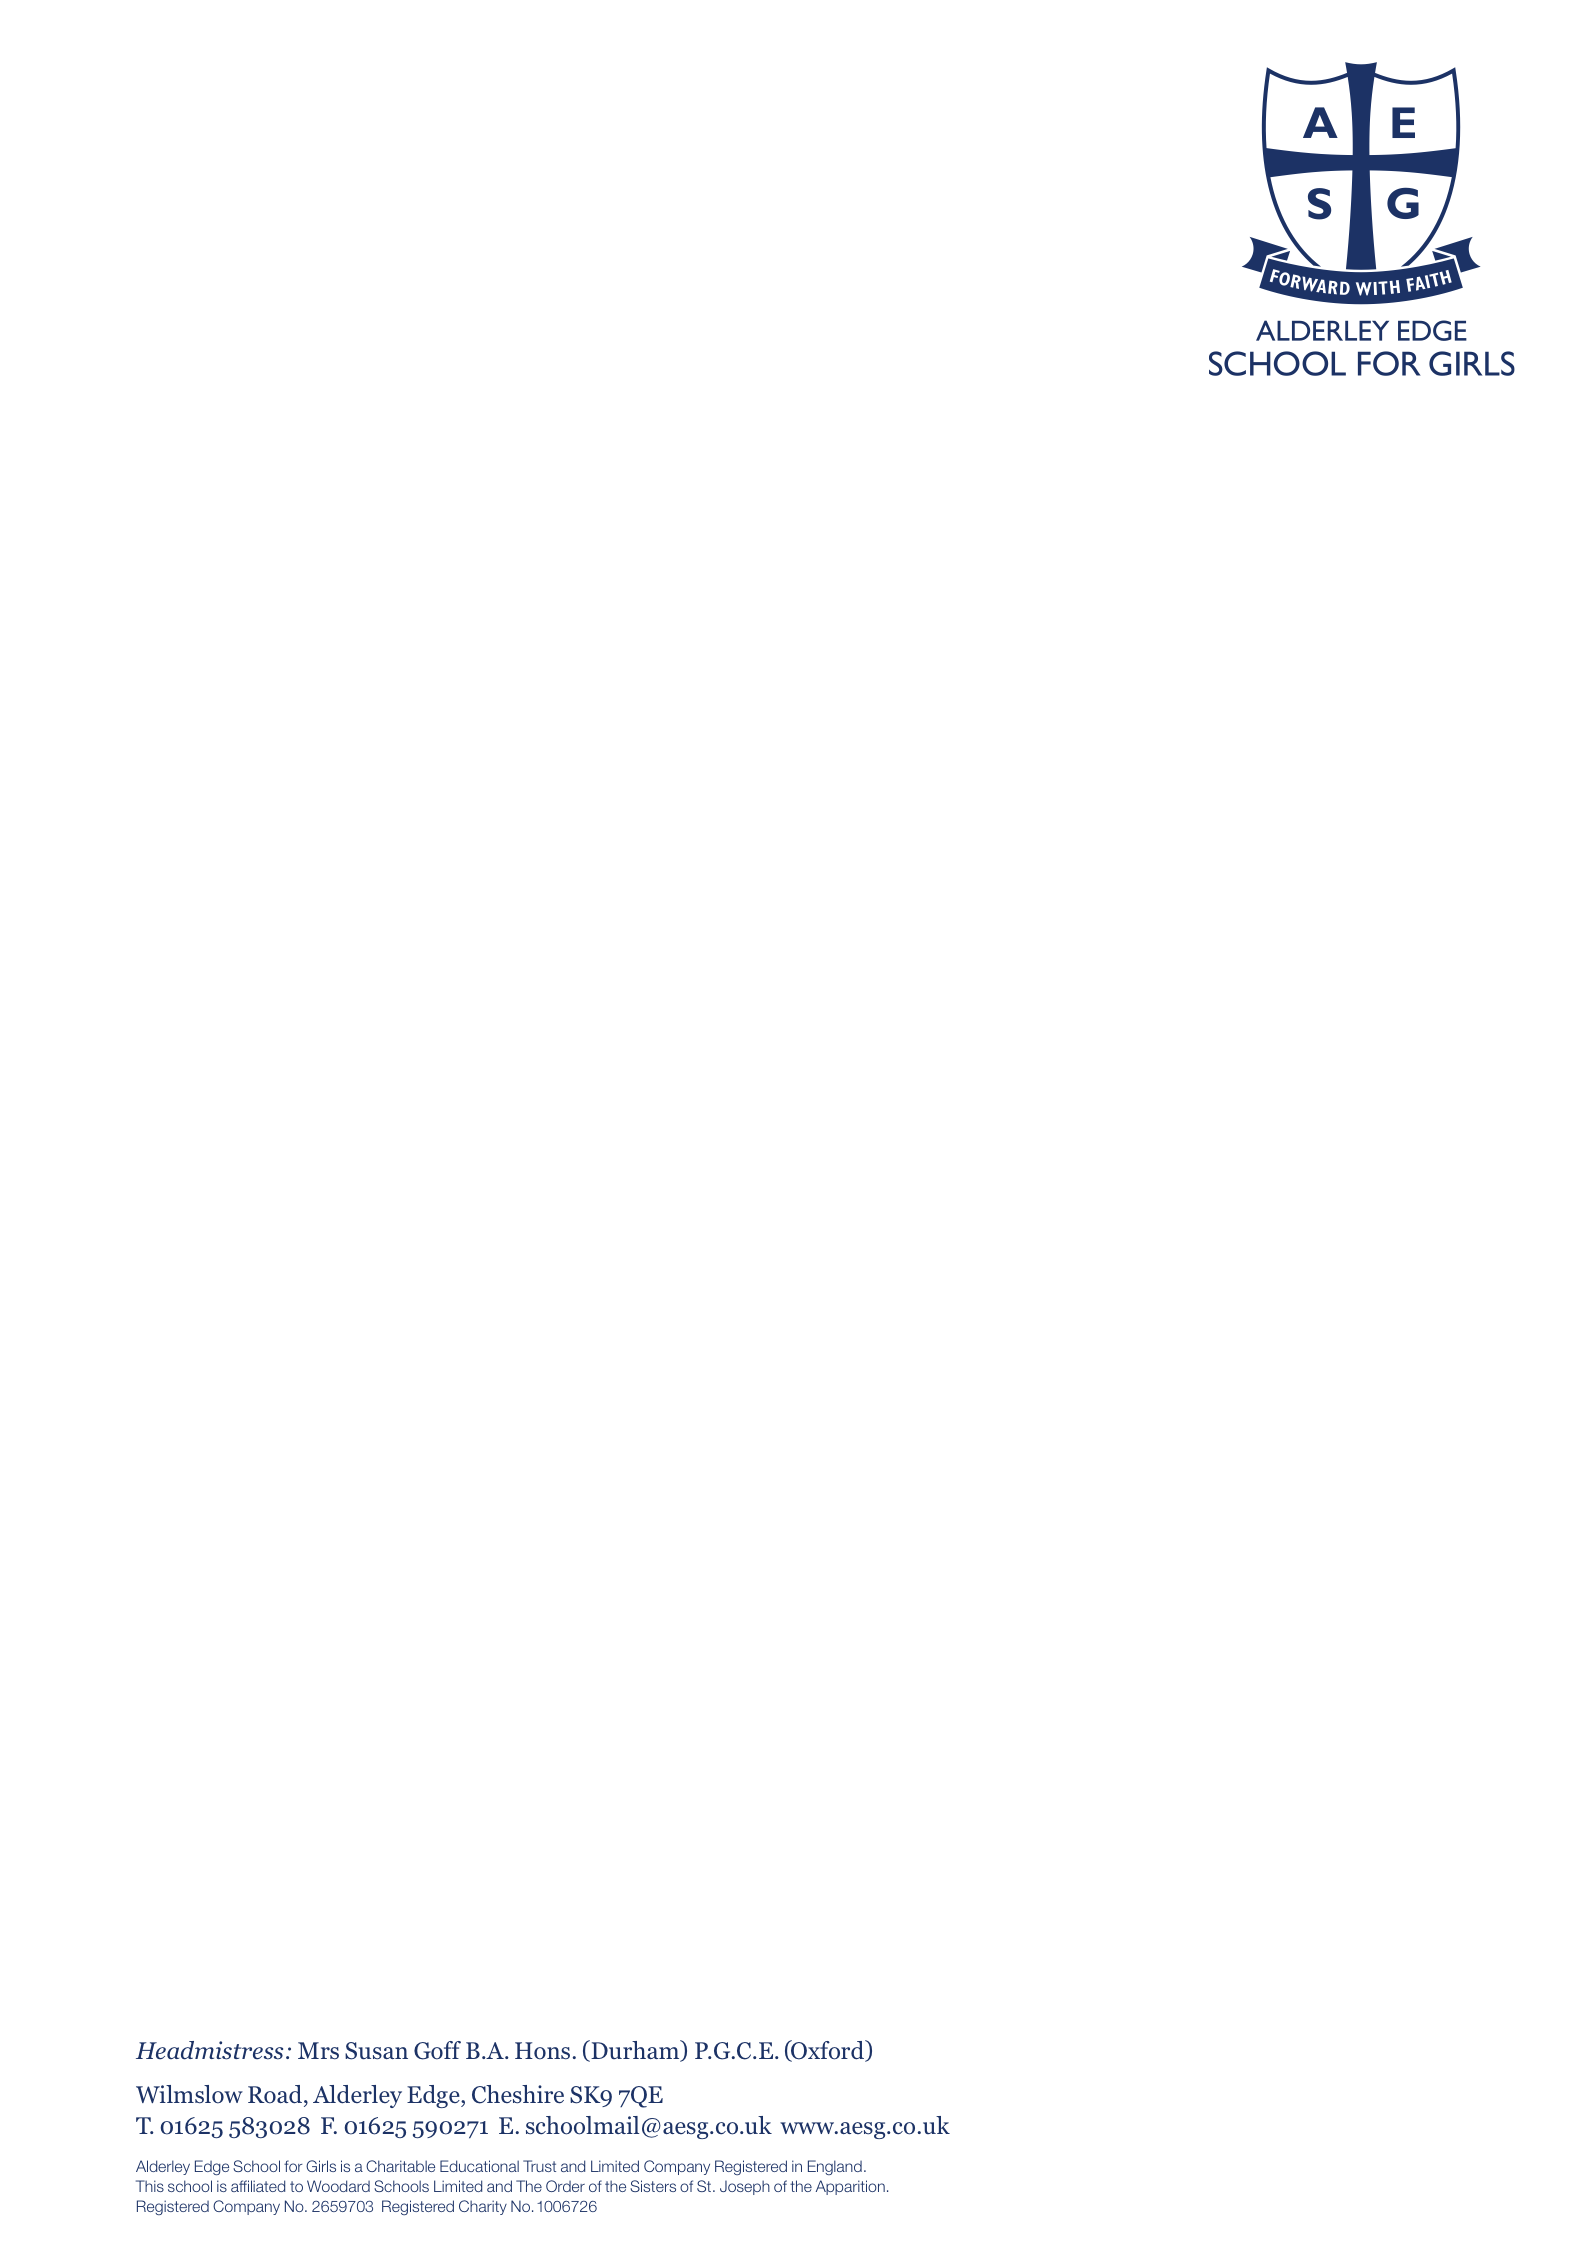 A E
S G
FORWARD WITH FAITH
ALDERLEY EDGE
SCHOOL FOR GIRLS
Headmistress: Mrs Susan Goff B.A. Hons. (Durham) P.G.C.E. (Oxford)
Wilmslow Road, Alderley Edge, Cheshire SK9 7QE
T. 01625 583028 F. 01625 590271 E. schoolmail@aesg.co.uk www.aesg.co.uk
Alderley Edge School for Girls is a Charitable Educational Trust and Limited Company Registered in England.
This school is affiliated to Woodard Schools Limited and The Order of the Sisters of St. Joseph of the Apparition.
Registered Company No. 2659703 Registered Charity No. 1006726